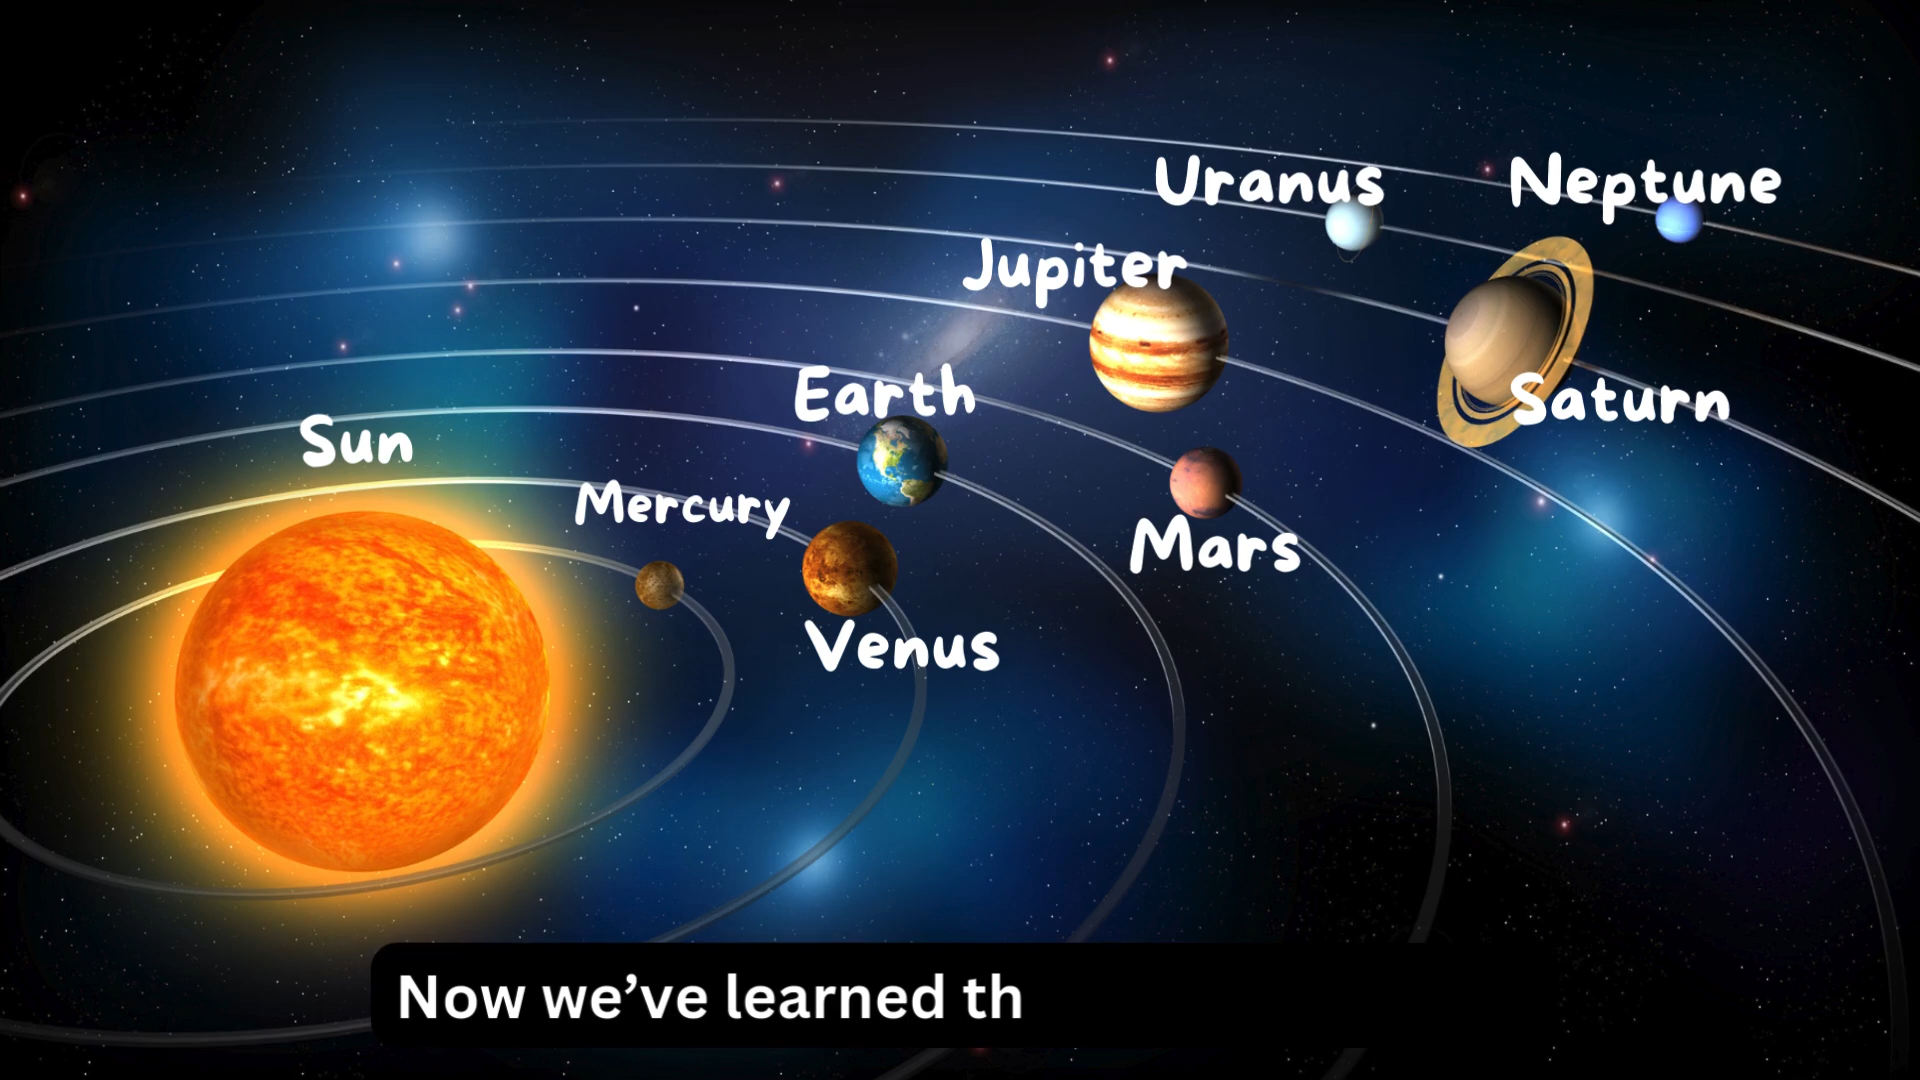 Uranus
Neptune
Jupiter
Earth
Saturn
Sun
Mercury
Mars
Venus
Now we’ve learned th